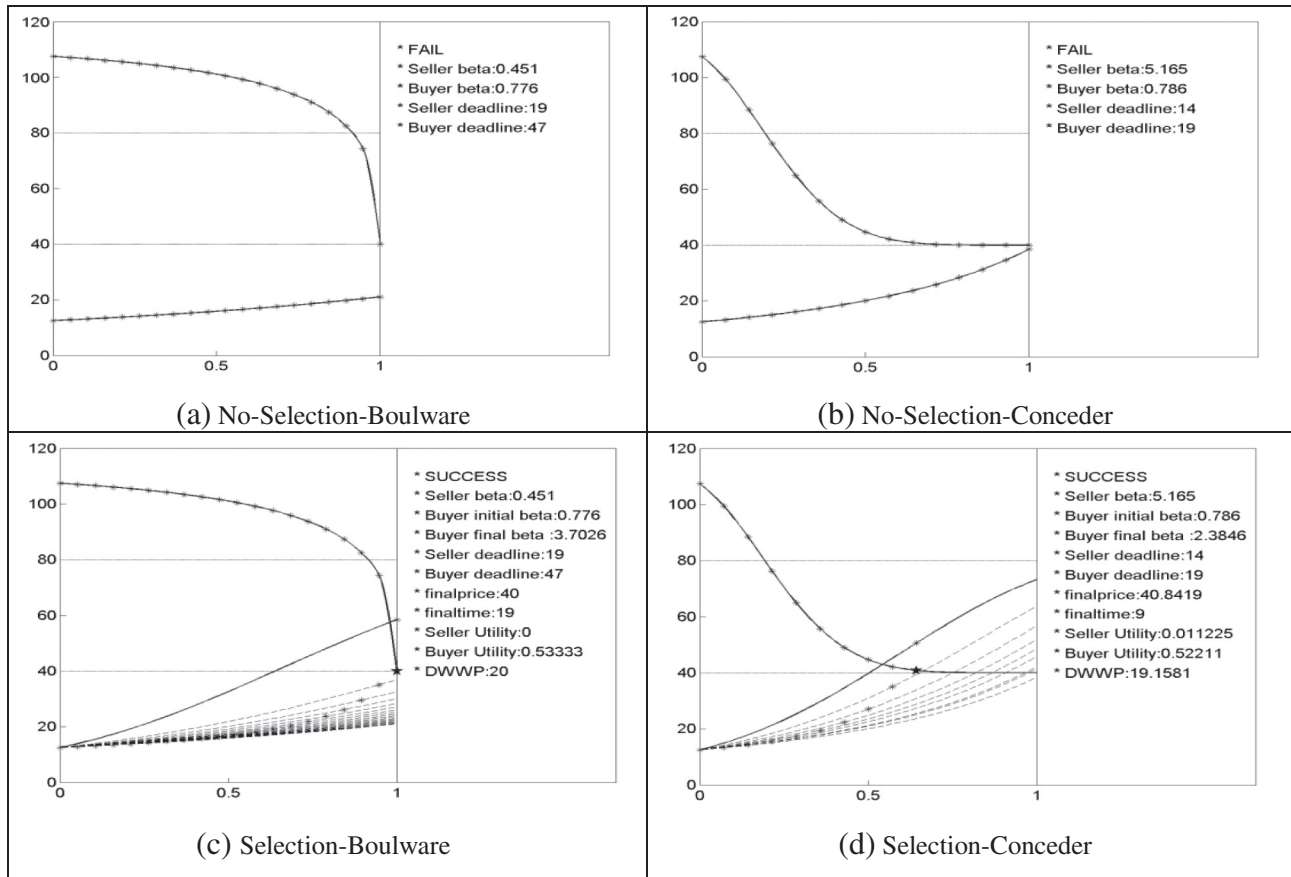 120
100
80
60
40
20
0
0
0.5
1
* FAIL
* Seller beta:0.451
* Buyer beta:0.776
* Seller deadline:19
* Buyer deadline:47
(a) No-Selection-Boulware
120
100
80
60
40
20
0
0
0.5
1
* FAIL
* Seller beta:5.165
* Buyer beta:0.786
* Seller deadline:14
* Buyer deadline:19
(b) No-Selection-Conceder
120
100
80
60
40
20
0
0
0.5
1
* SUCCESS
* Seller beta:0.451
* Buyer initial beta:0.776
* Buyer final beta :3.7026
* Seller deadline:19
* Buyer deadline:47
* finalprice:40
* finaltime:19
* Seller Utility:0
* Buyer Utility:0.53333
* DWWP:20
(c) Selection-Boulware
120
100
80
60
40
20
0
0
0.5
1
* SUCCESS
* Seller beta:5.165
* Buyer initial beta:0.786
* Buyer final beta :2.3846
* Seller deadline:14
* Buyer deadline:19
* finalprice:40.8419
* finaltime:9
* Seller Utility:0.011225
* Buyer Utility:0.52211
* DWWP:19.1581
(d) Selection-Conceder